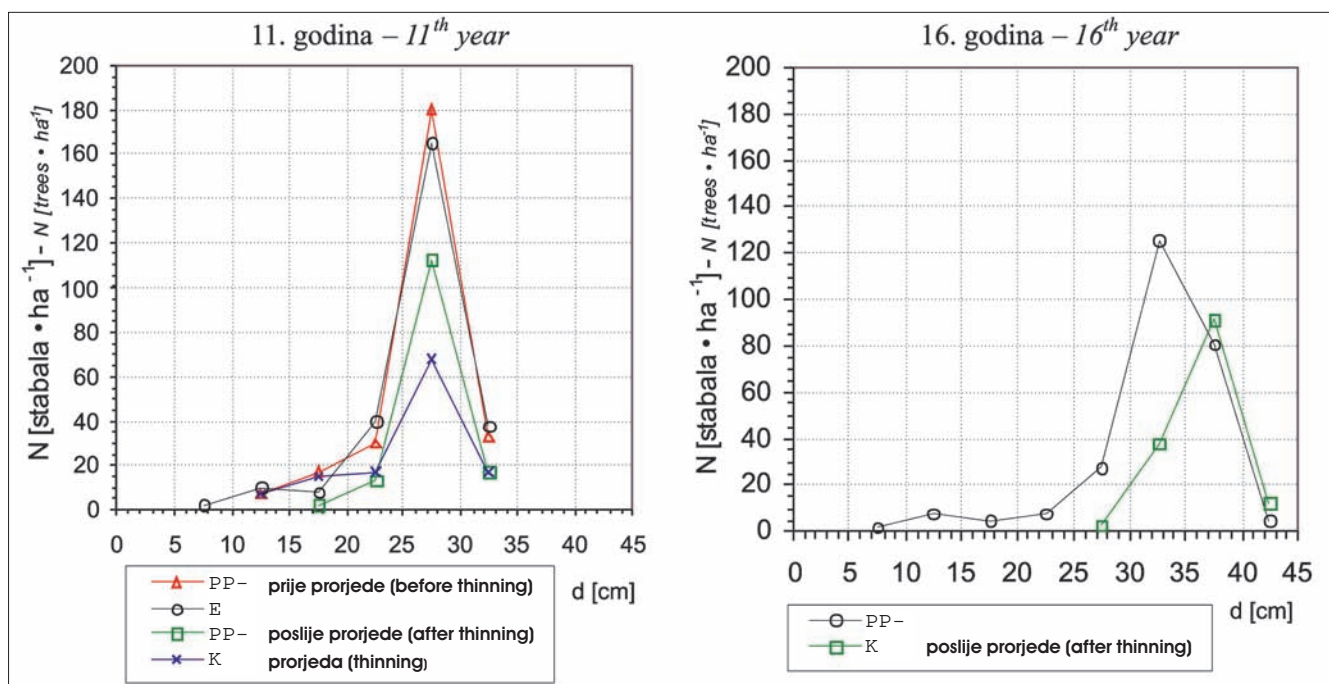 11. godina – 11th year
N [stabala • ha⁻¹] - N [trees • ha⁻¹]
200
180
160
140
120
100
80
60
40
20
0
0 5 10 15 20 25 30 35 40 45
d [cm]
PP- prije prorjede (before thinning)
E
PP- poslije prorjede (after thinning)
K prorjeda (thinning)
16. godina – 16th year
N [stabala • ha⁻¹] - N [trees • ha⁻¹]
200
180
160
140
120
100
80
60
40
20
0
0 5 10 15 20 25 30 35 40 45
d [cm]
PP-
K poslije prorjede (after thinning)